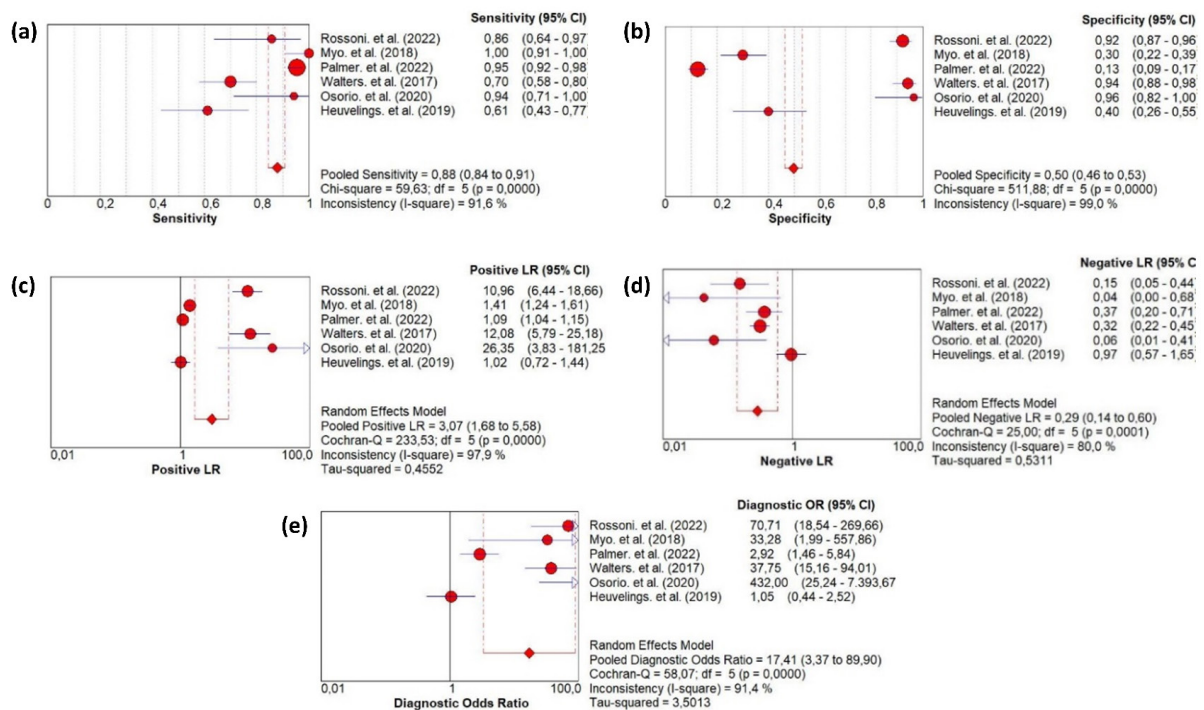 (a)
Sensitivity (95% CI)
Rossoni. et al. (2022) 0,86 (0,64 - 0,97
Myo. et al. (2018) 1,00 (0,91 - 1,00
Palmer. et al. (2022) 0,95 (0,92 - 0,98
Walters. et al. (2017) 0,70 (0,58 - 0,80
Osorio. et al. (2020) 0,94 (0,71 - 1,00
Heuvelings. et al. (2019) 0,61 (0,43 - 0,77
Pooled Sensitivity = 0,88 (0,84 to 0,91)
Chi-square = 59,63; df = 5 (p = 0,0000)
Inconsistency (I-square) = 91,6 %
0 0,2 0,4 0,6 0,8 1
Sensitivity
(b)
Specificity (95% CI)
Rossoni. et al. (2022) 0,92 (0,87 - 0,96
Myo. et al. (2018) 0,30 (0,22 - 0,39
Palmer. et al. (2022) 0,13 (0,09 - 0,17
Walters. et al. (2017) 0,94 (0,88 - 0,98
Osorio. et al. (2020) 0,96 (0,82 - 1,00
Heuvelings. et al. (2019) 0,40 (0,26 - 0,55
Pooled Specificity = 0,50 (0,46 to 0,53)
Chi-square = 511,88; df = 5 (p = 0,0000)
Inconsistency (I-square) = 99,0 %
0 0,2 0,4 0,6 0,8 1
Specificity
(c)
Positive LR (95% CI)
Rossoni. et al. (2022) 10,96 (6,44 - 18,66)
Myo. et al. (2018) 1,41 (1,24 - 1,61)
Palmer. et al. (2022) 1,09 (1,04 - 1,15)
Walters. et al. (2017) 12,08 (5,79 - 25,18)
Osorio. et al. (2020) 26,35 (3,83 - 181,25
Heuvelings. et al. (2019) 1,02 (0,72 - 1,44)
Random Effects Model
Pooled Positive LR = 3,07 (1,68 to 5,58)
Cochran-Q = 233,53; df = 5 (p = 0,0000)
Inconsistency (I-square) = 97,9 %
Tau-squared = 0,4552
0,01 1 100,0
Positive LR
(d)
Negative LR (95% C
Rossoni. et al. (2022) 0,15 (0,05 - 0,44
Myo. et al. (2018) 0,04 (0,00 - 0,68
Palmer. et al. (2022) 0,37 (0,20 - 0,71
Walters. et al. (2017) 0,32 (0,22 - 0,45
Osorio. et al. (2020) 0,06 (0,01 - 0,41
Heuvelings. et al. (2019) 0,97 (0,57 - 1,65
Random Effects Model
Pooled Negative LR = 0,29 (0,14 to 0,60)
Cochran-Q = 25,00; df = 5 (p = 0,0001)
Inconsistency (I-square) = 80,0 %
Tau-squared = 0,5311
0,01 1 100,0
Negative LR
(e)
Diagnostic OR (95% CI)
Rossoni. et al. (2022) 70,71 (18,54 - 269,66)
Myo. et al. (2018) 33,28 (1,99 - 557,86)
Palmer. et al. (2022) 2,92 (1,46 - 5,84)
Walters. et al. (2017) 37,75 (15,16 - 94,01)
Osorio. et al. (2020) 432,00 (25,24 - 7.393,67
Heuvelings. et al. (2019) 1,05 (0,44 - 2,52)
Random Effects Model
Pooled Diagnostic Odds Ratio = 17,41 (3,37 to 89,90)
Cochran-Q = 58,07; df = 5 (p = 0,0000)
Inconsistency (I-square) = 91,4 %
Tau-squared = 3,5013
0,01 1 100,0
Diagnostic Odds Ratio